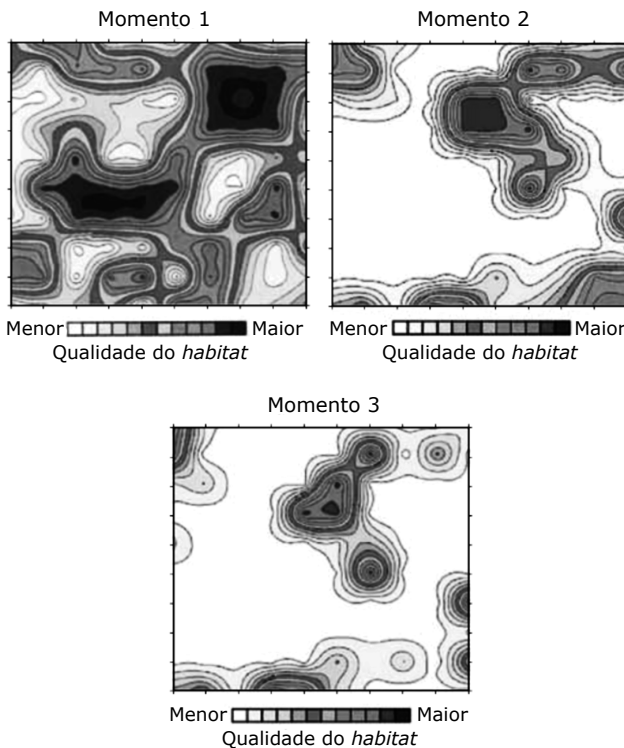 Momento 1
Momento 2
Menor Maior
Qualidade do habitat
Menor Maior
Qualidade do habitat
Momento 3
Menor Maior
Qualidade do habitat